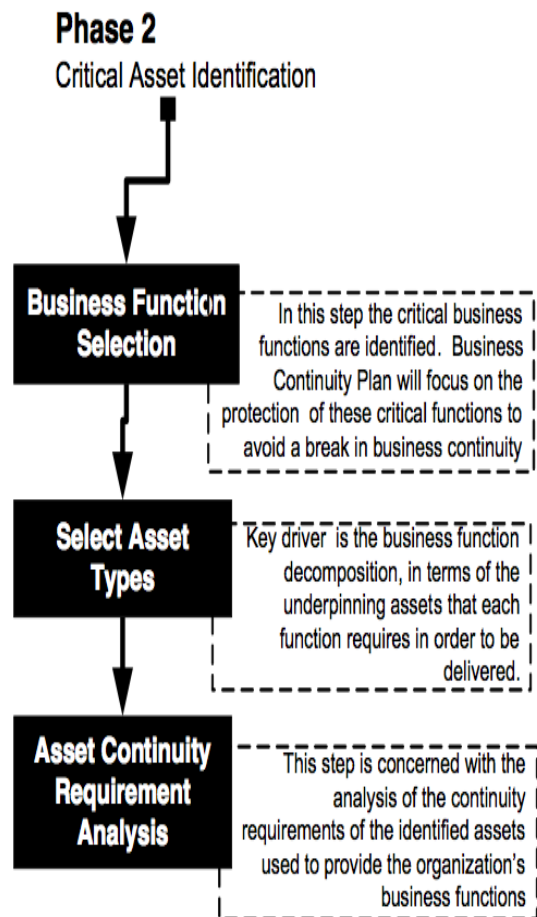 Phase 2
Critical Asset Identification
Business Function
Selection
In this step the critical business
functions are identified. Business
Continuity Plan will focus on the
protection of these critical functions to
avoid a break in business continuity
Select Asset
Types
Key driver is the business function
decomposition, in terms of the
underpinning assets that each
function requires in order to be
delivered.
Asset Continuity
Requirement
Analysis
This step is concerned with the
analysis of the continuity
requirements of the identified assets
used to provide the organization's
business functions